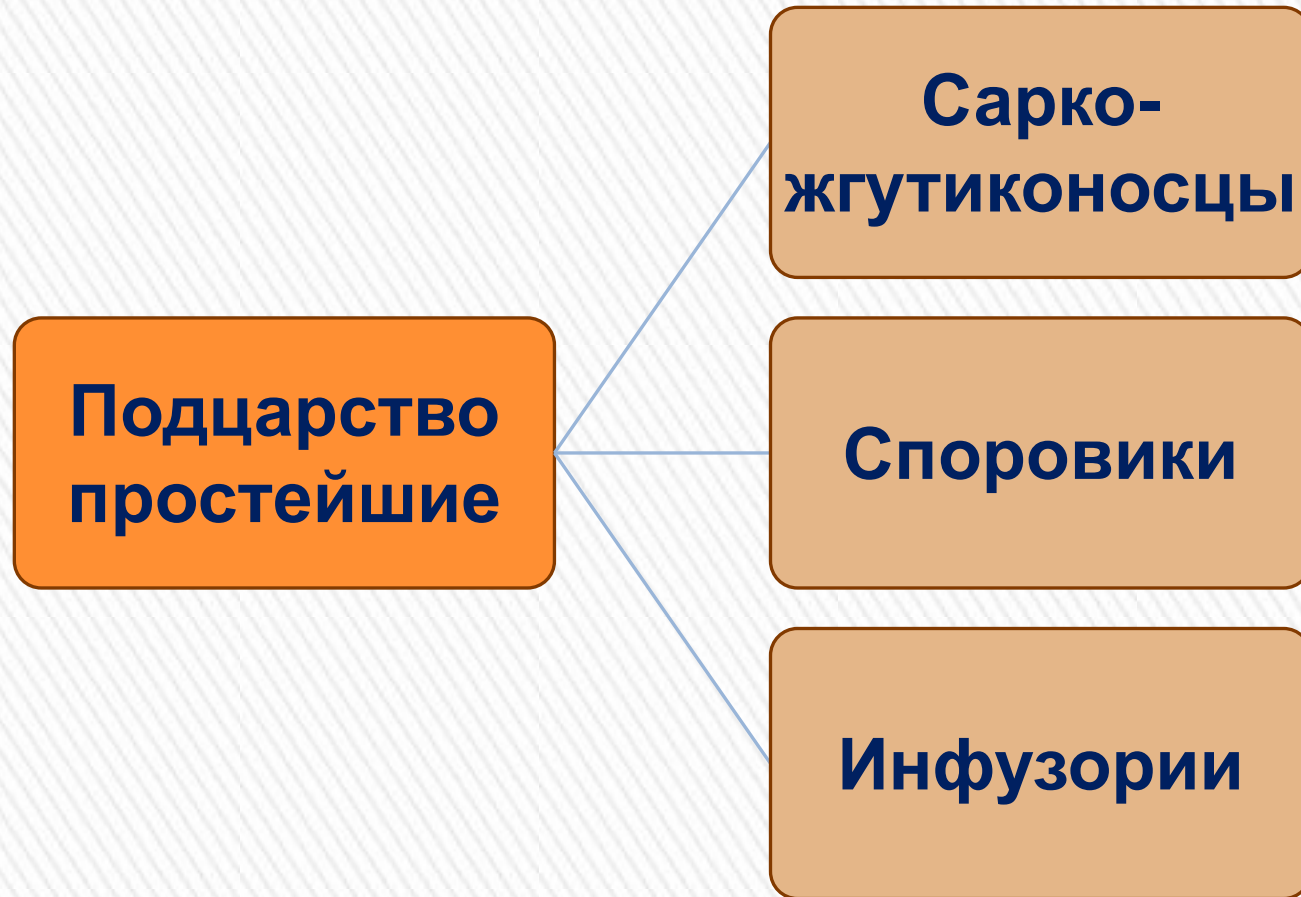 Подцарство
простейшие
Сарко-
жгутиконосцы
Споровики
Инфузории